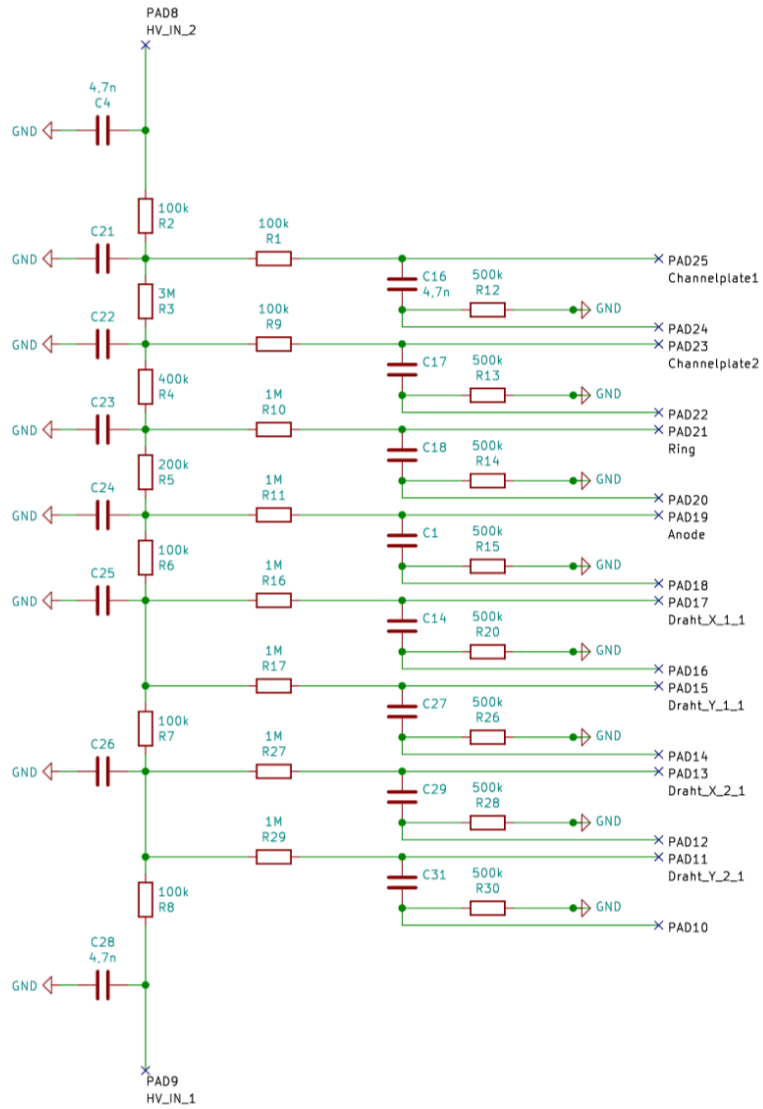 PAD8
HV_IN_2
4,7n
C4
GND
100k
R2
C21
100k
R1
GND
PAD25
Channelplate1
C16
4,7n
500k
R12
GND
3M
R3
C22
100k
R9
PAD24
GND
PAD23
Channelplate2
C17
500k
R13
GND
400k
R4
C23
1M
R10
PAD22
GND
PAD21
Ring
C18
500k
R14
GND
200k
R5
C24
1M
R11
PAD20
GND
PAD19
Anode
C1
500k
R15
GND
100k
R6
C25
1M
R16
PAD18
GND
PAD17
Draht_X_1_1
C14
500k
R20
GND
1M
R17
PAD16
PAD15
Draht_Y_1_1
C27
500k
R26
GND
100k
R7
C26
1M
R27
PAD14
GND
PAD13
Draht_X_2_1
C29
500k
R28
GND
1M
R29
PAD12
PAD11
Draht_Y_2_1
C31
500k
R30
GND
100k
R8
PAD10
C28
4,7n
GND
PAD9
HV_IN_1